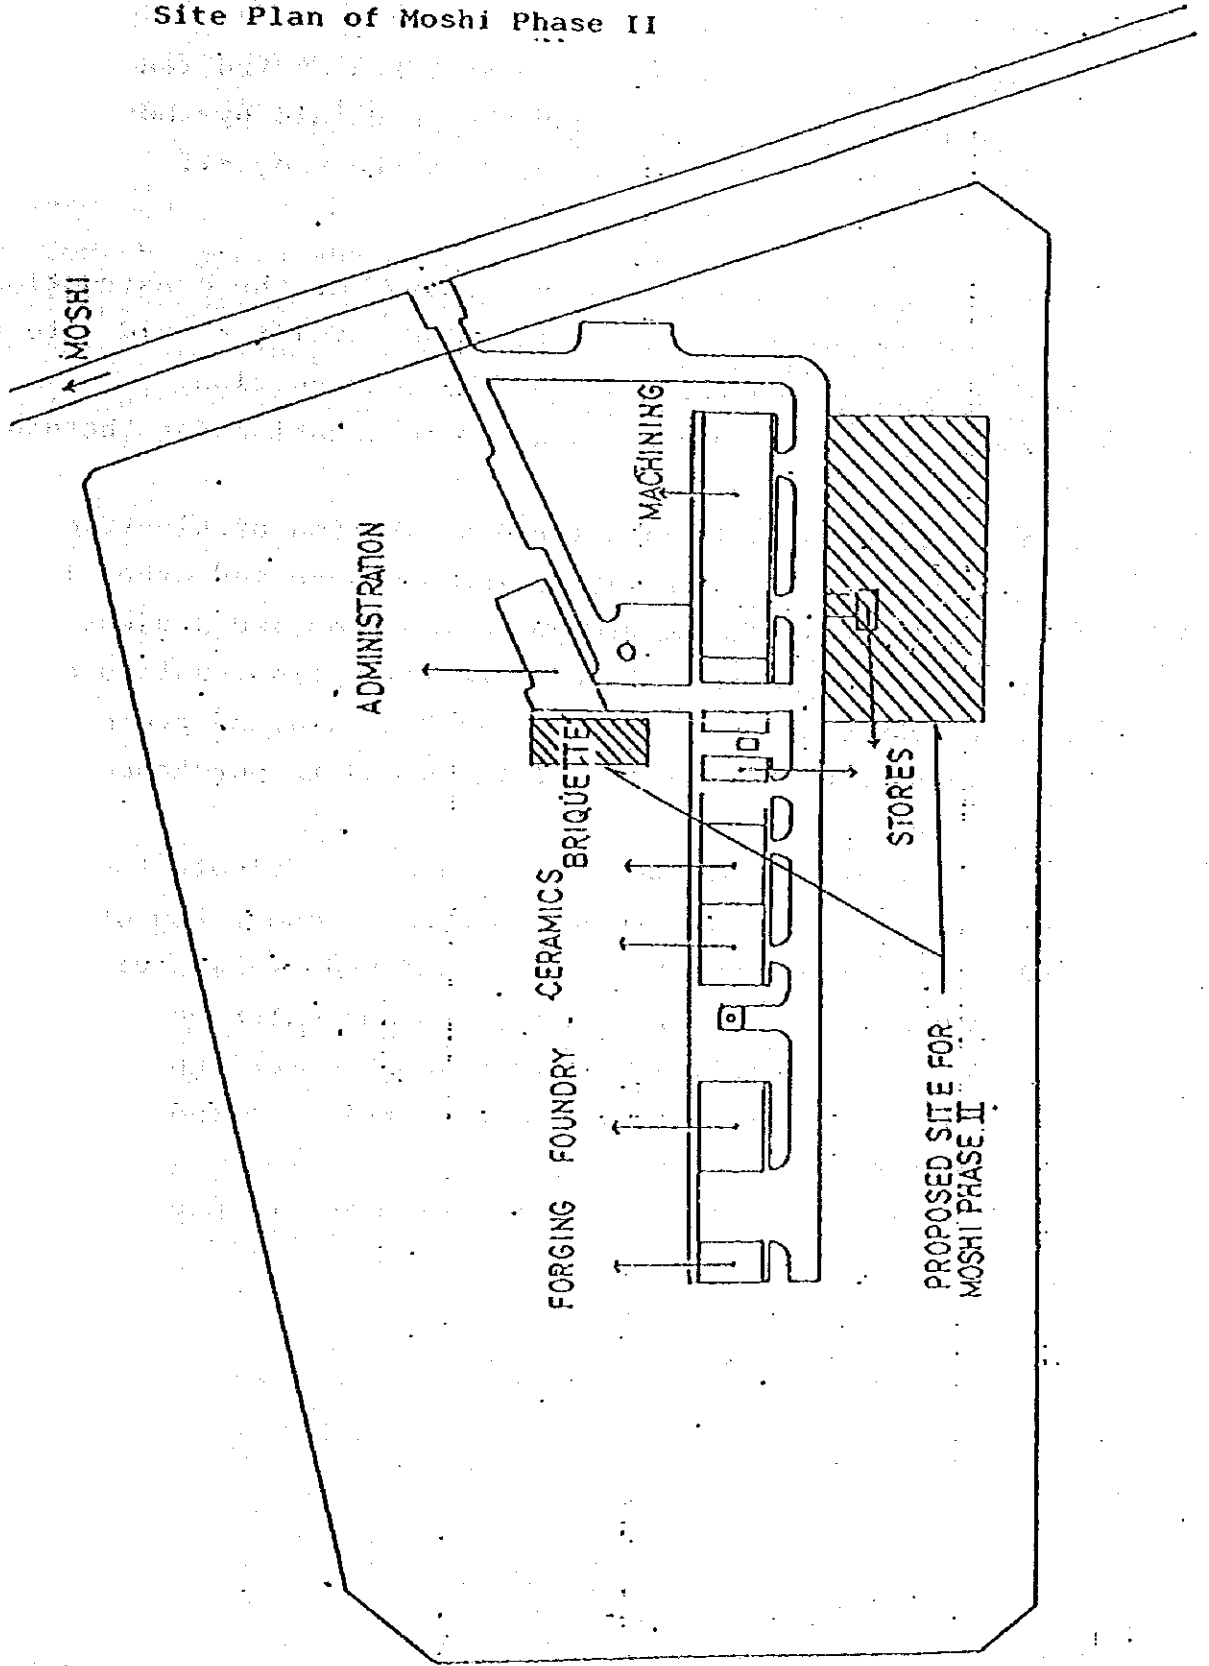 Site Plan of Moshi Phase II
MOSHI
ADMINISTRATION
MACHINING
BRIQUETTE
CERAMICS
FOUNDRY
FORGING
STORES
PROPOSED SITE FOR
MOSHI PHASE II